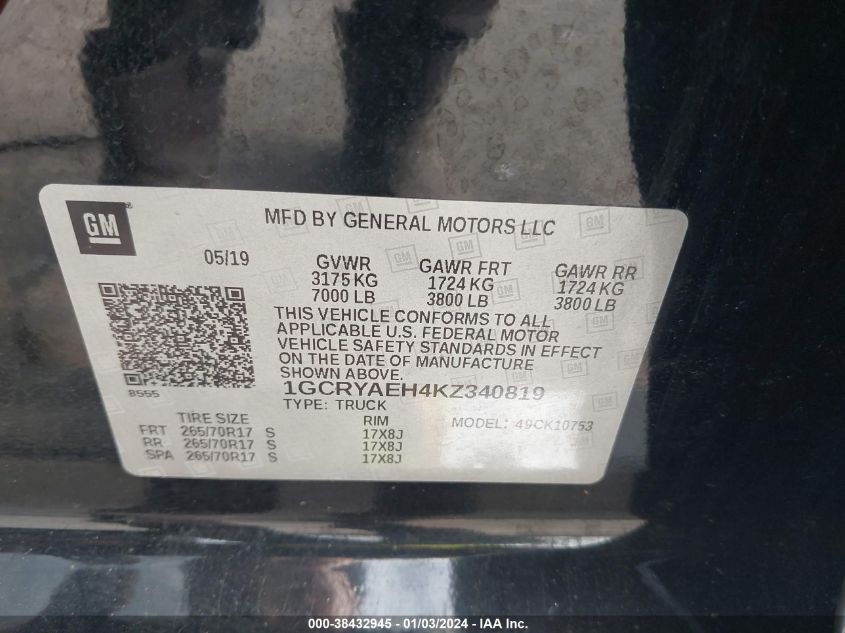 GM
MFD BY GENERAL MOTORS LLC
05/19
GVWR
3175 KG
7000 LB
GAWR FRT
1724 KG
3800 LB
GAWR RR
1724 KG
3800 LB
THIS VEHICLE CONFORMS TO ALL
APPLICABLE U.S. FEDERAL MOTOR
VEHICLE SAFETY STANDARDS IN EFFECT
ON THE DATE OF MANUFACTURE
SHOWN ABOVE.
1GCRYAEH4KZ340819
TYPE: TRUCK
MODEL: 49CK10753
8555
TIRE SIZE RIM
FRT 265/70R17 S 17X8J
RR 265/70R17 S 17X8J
SPA 265/70R17 S 17X8J
000-38432945 - 01/03/2024 - IAA Inc.